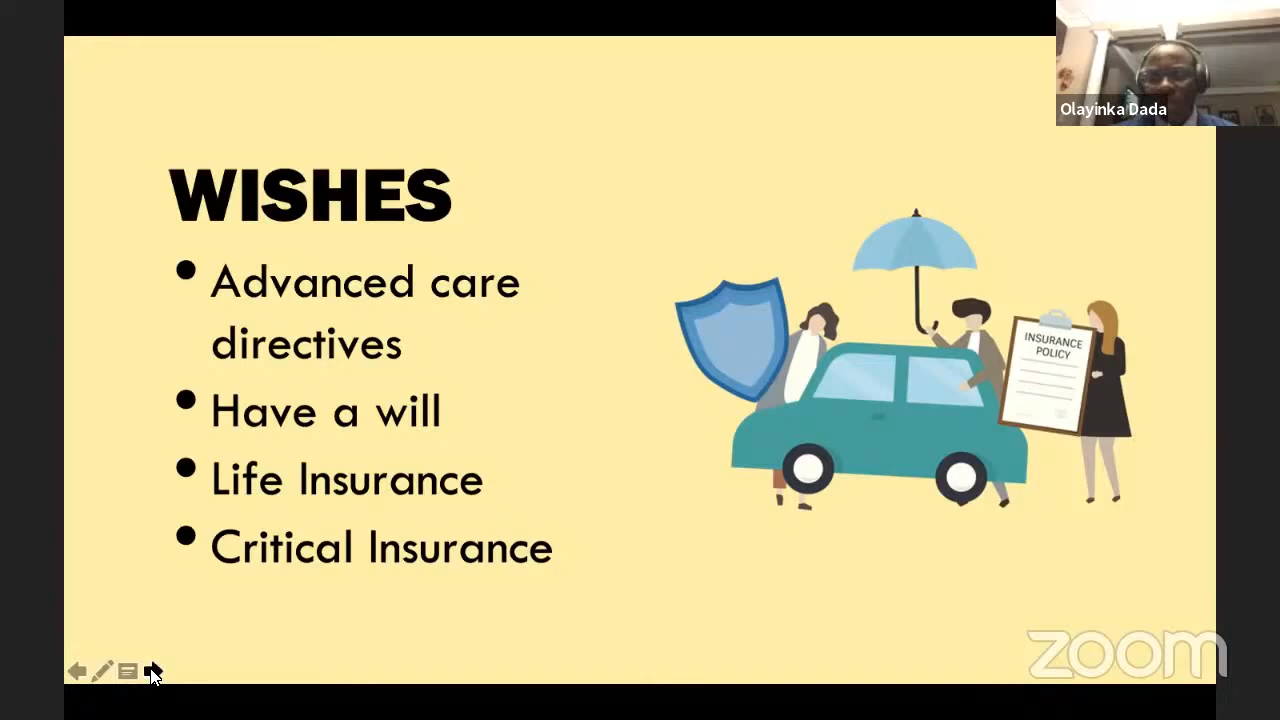 Olayinka Dada
WISHES
• Advanced care
directives
• Have a will
• Life Insurance
• Critical Insurance
INSURANCE
POLICY
zoom